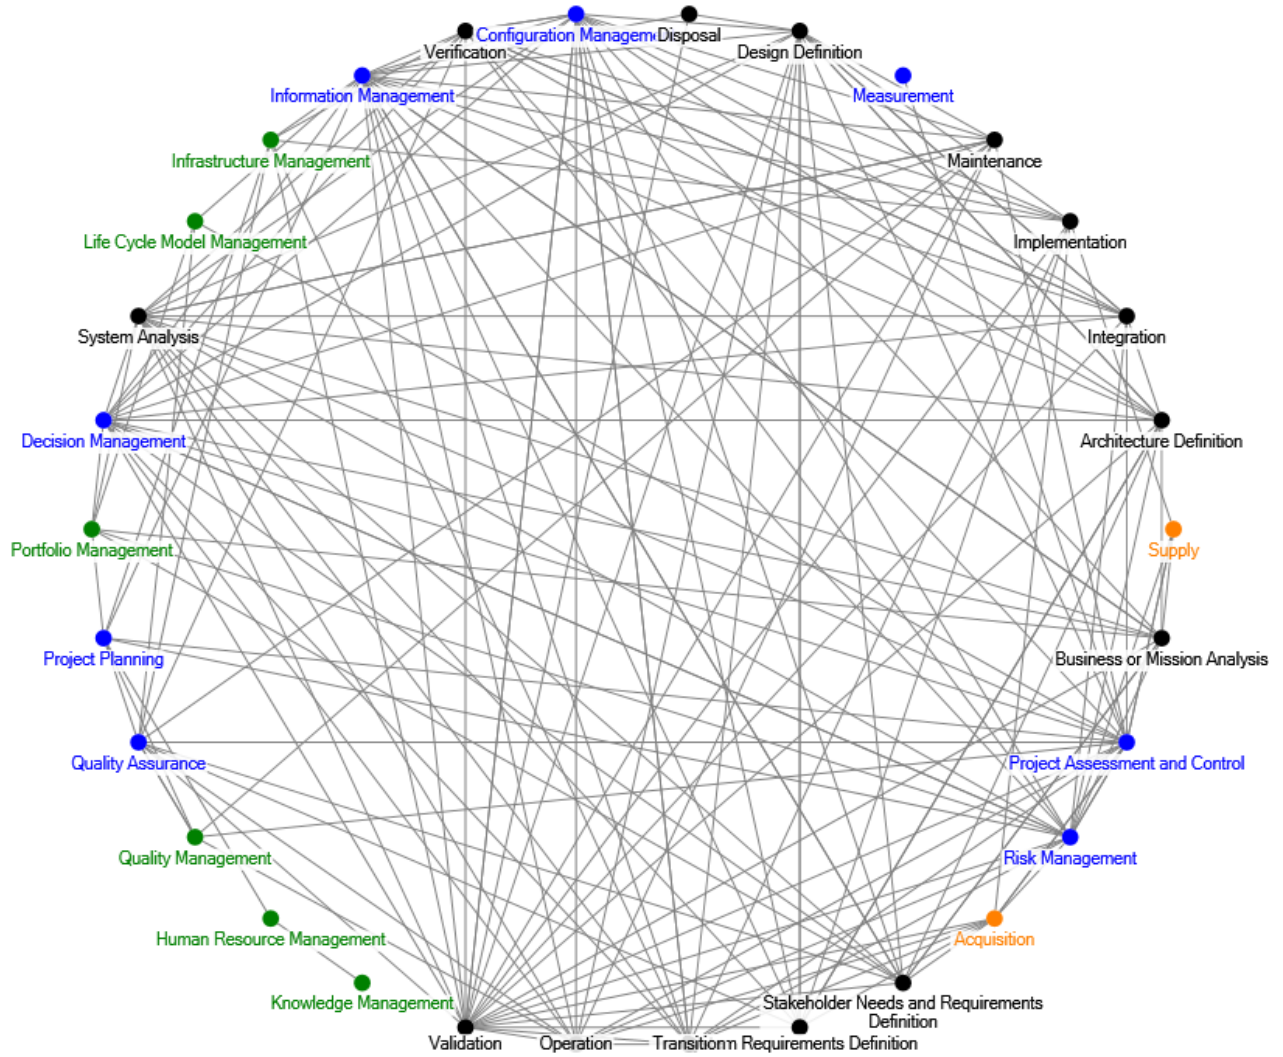 Configuration Managem
Disposal
Verification
Design Definition
Information Management
Measurement
Infrastructure Management
Maintenance
Life Cycle Model Management
Implementation
System Analysis
Integration
Decision Management
Architecture Definition
Portfolio Management
Supply
Project Planning
Business or Mission Analysis
Quality Assurance
Project Assessment and Control
Quality Management
Risk Management
Human Resource Management
Acquisition
Knowledge Management
Stakeholder Needs and Requirements
Definition
Validation
Operation
Transition
Requirements Definition